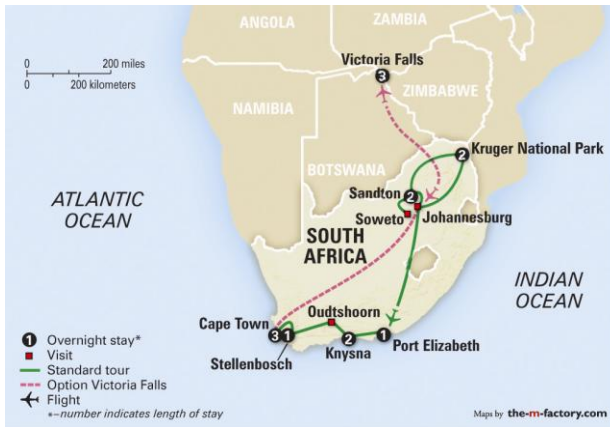 ANGOLA
ZAMBIA
0 200 miles
0 200 kilometers
Victoria Falls
3
ZIMBABWE
NAMIBIA
BOTSWANA
2
Kruger National Park
ATLANTIC
OCEAN
Sandton
2
Soweto
Johannesburg
SOUTH
AFRICA
INDIAN
OCEAN
Oudtshoorn
Cape Town
3
1
Stellenbosch
2
Knysna
1
Port Elizabeth
1 Overnight stay*
Visit
Standard tour
Option Victoria Falls
Flight
*–number indicates length of stay
Maps by the-m-factory.com